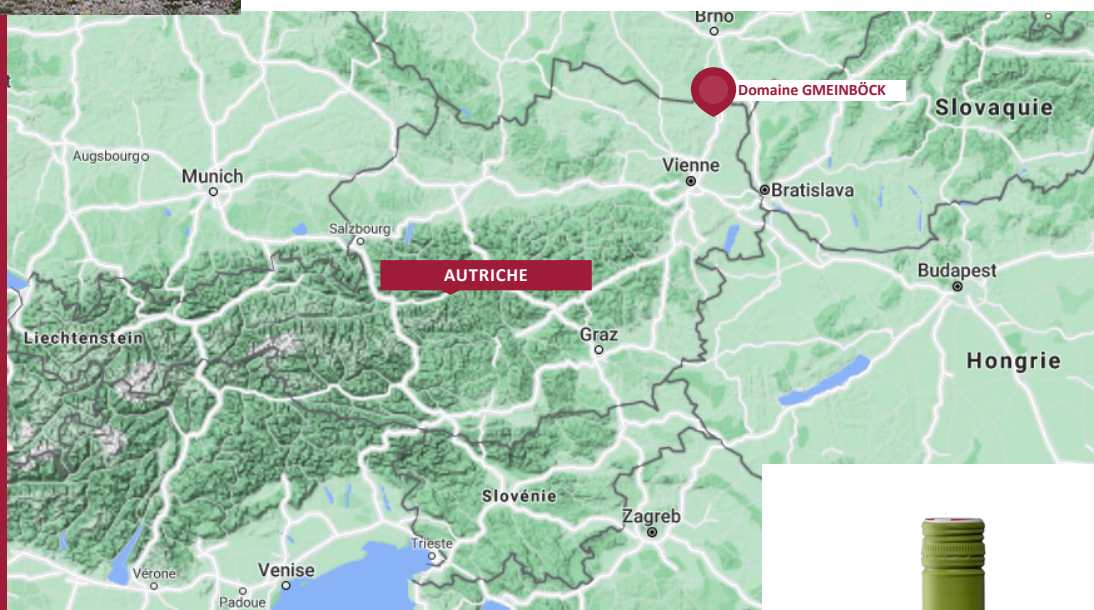 Brno
Domaine GMEINBÖCK
Slovaquie
Augsbourg
Munich
Vienne
Bratislava
Salzbourg
AUTRICHE
Budapest
Liechtenstein
Graz
Hongrie
Slovénie
Zagreb
Trieste
Vérone
Venise
Padoue